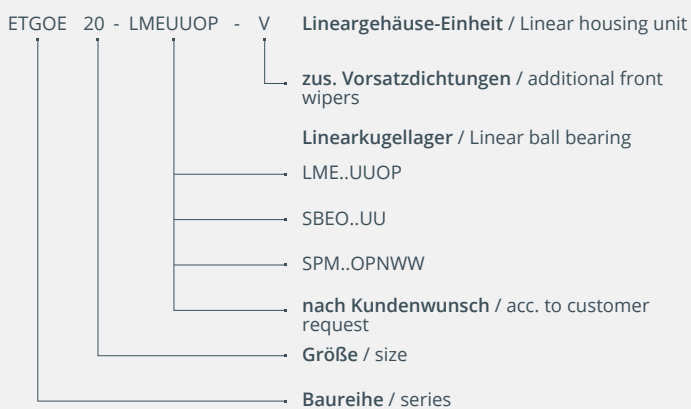 ETGOE 20 - LMEUUOP - V Lineargehäuse-Einheit / Linear housing unit
zus. Vorsatzdichtungen / additional front
wipers
Linearkugellager / Linear ball bearing
LME..UUOP
SBEO..UU
SPM..OPNWW
nach Kundenwunsch / acc. to customer
request
Größe / size
Baureihe / series